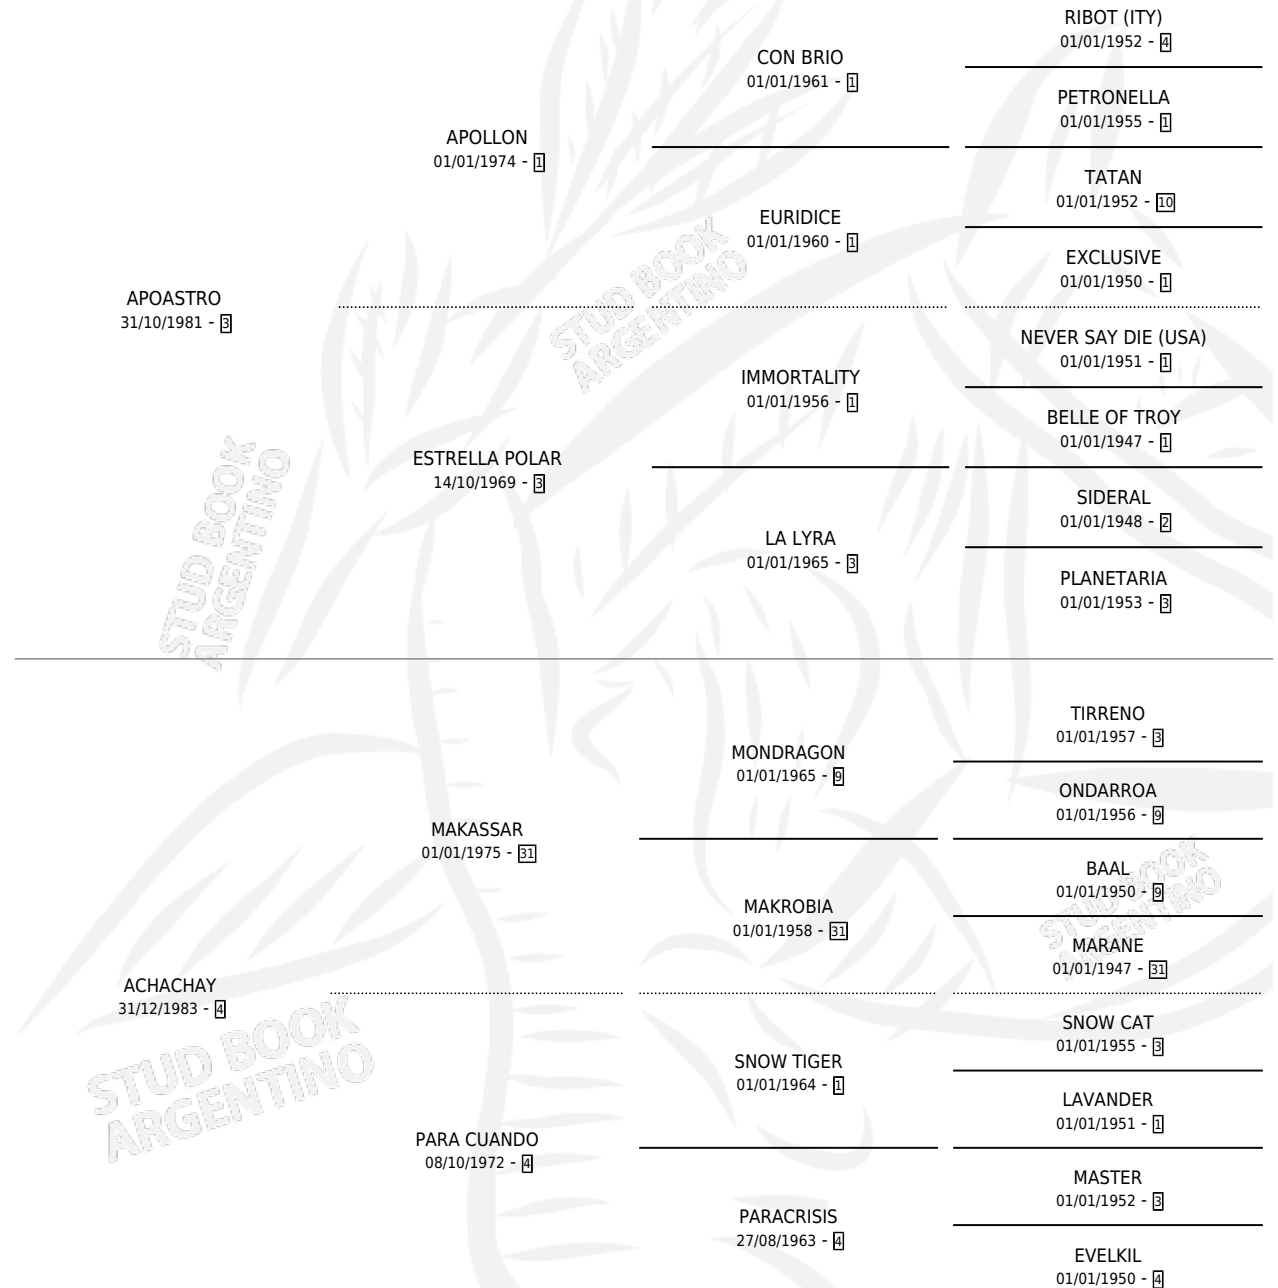 RIBOT (ITY)
01/01/1952 - 4
CON BRIO
01/01/1961 - 1
PETRONELLA
01/01/1955 - 1
APOLLON
01/01/1974 - 1
TATAN
01/01/1952 - 10
EURIDICE
01/01/1960 - 1
EXCLUSIVE
01/01/1950 - 1
APOASTRO
31/10/1981 - 3
NEVER SAY DIE (USA)
01/01/1951 - 1
IMMORTALITY
01/01/1956 - 1
BELLE OF TROY
01/01/1947 - 1
ESTRELLA POLAR
14/10/1969 - 3
SIDERAL
01/01/1948 - 2
LA LYRA
01/01/1965 - 3
PLANETARIA
01/01/1953 - 3
TIRRENO
01/01/1957 - 3
MONDRAGON
01/01/1965 - 9
ONDARROA
01/01/1956 - 9
MAKASSAR
01/01/1975 - 31
BAAL
01/01/1950 - 9
MAKROBIA
01/01/1958 - 31
MARANE
01/01/1947 - 31
ACHACHAY
31/12/1983 - 4
SNOW CAT
01/01/1955 - 3
SNOW TIGER
01/01/1964 - 1
LAVANDER
01/01/1951 - 1
PARA CUANDO
08/10/1972 - 4
MASTER
01/01/1952 - 3
PARACRISIS
27/08/1963 - 4
EVELKIL
01/01/1950 - 4
STUD BOOK
ARGENTINO
STUD BOOK
ARGENTINO
STUD BOOK
ARGENTINO
STUD BOOK
ARGENTINO